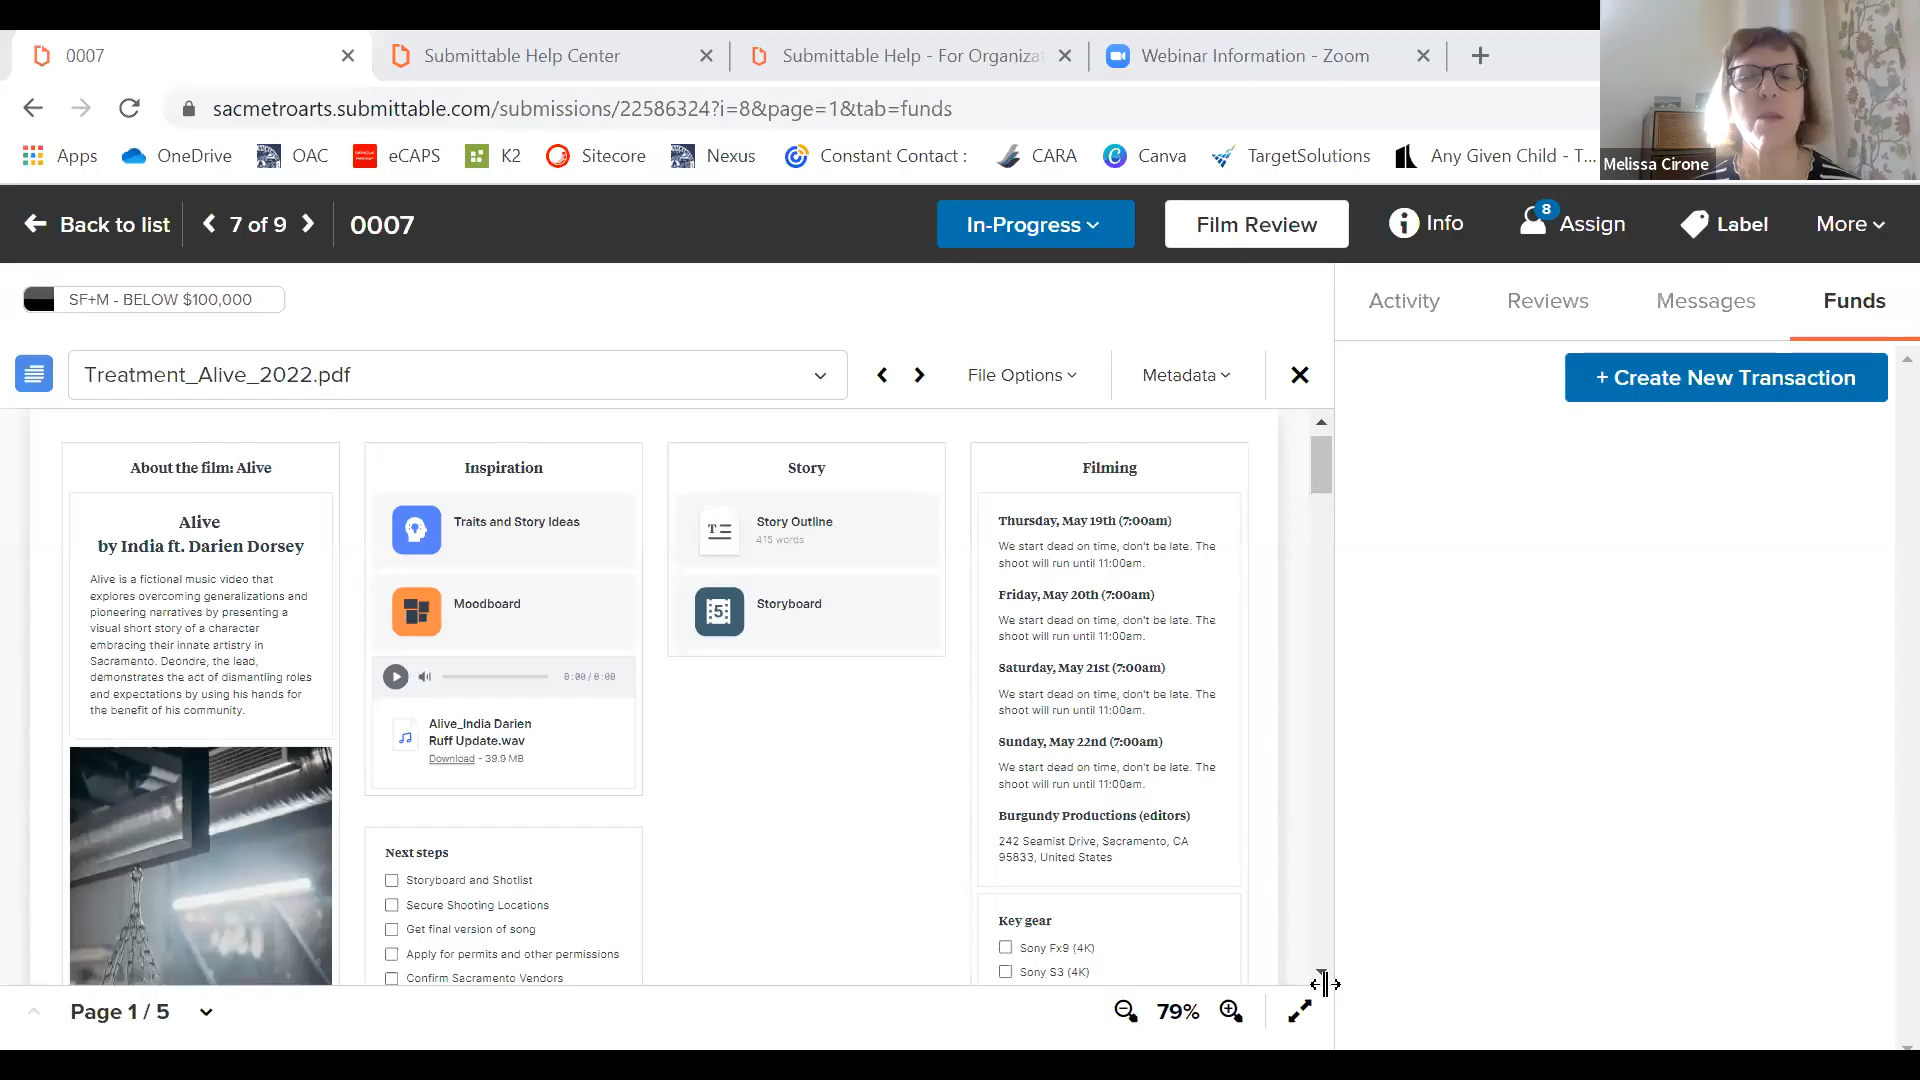 0007
Submittable Help Center
Submittable Help - For Organizat
Webinar Information - Zoom
sacmetroarts.submittable.com/submissions/22586324?i=8&page=1&tab=funds
Apps
OneDrive
OAC
eCAPS
K2
Sitecore
Nexus
Constant Contact :
CARA
Canva
TargetSolutions
Any Given Child - T...
Melissa Cirone
Back to list
7 of 9
0007
In-Progress
Film Review
Info
8
Assign
Label
More
SF+M - BELOW $100,000
Activity
Reviews
Messages
Funds
Treatment_Alive_2022.pdf
File Options
Metadata
+ Create New Transaction
About the film: Alive
Alive
by India ft. Darien Dorsey
Alive is a fictional music video that
explores overcoming generalizations and
pioneering narratives by presenting a
visual short story of a character
embracing their innate artistry in
Sacramento. Deondre, the lead,
demonstrates the act of dismantling roles
and expectations by using his hands for
the benefit of his community.
Inspiration
Traits and Story Ideas
Moodboard
0:00 / 0:00
Alive_India Darien
Ruff Update.wav
Download - 39.9 MB
Next steps
Storyboard and Shotlist
Secure Shooting Locations
Get final version of song
Apply for permits and other permissions
Confirm Sacramento Vendors
Story
T
Story Outline
415 words
5
Storyboard
Filming
Thursday, May 19th (7:00am)
We start dead on time, don't be late. The
shoot will run until 11:00am.
Friday, May 20th (7:00am)
We start dead on time, don't be late. The
shoot will run until 11:00am.
Saturday, May 21st (7:00am)
We start dead on time, don't be late. The
shoot will run until 11:00am.
Sunday, May 22nd (7:00am)
We start dead on time, don't be late. The
shoot will run until 11:00am.
Burgundy Productions (editors)
242 Seamist Drive, Sacramento, CA
95833, United States
Key gear
Sony Fx9 (4K)
Sony S3 (4K)
Page 1 / 5
79%